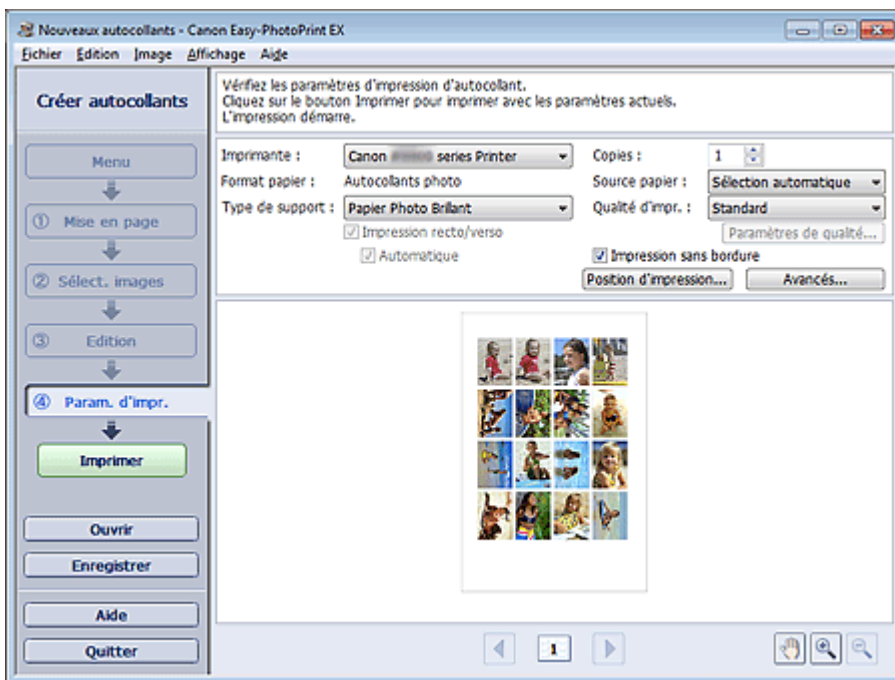 Nouveaux autocollants - Canon Easy-PhotoPrint EX
Fichier Edition Image Affichage Aide
Créer autocollants
Menu
① Mise en page
② Sélect. images
③ Edition
④ Param. d'impr.
Imprimer
Ouvrir
Enregistrer
Aide
Quitter
Vérifiez les paramètres d'impression d'autocollant.
Cliquez sur le bouton Imprimer pour imprimer avec les paramètres actuels.
L'impression démarre.
Imprimante : Canon series Printer Copies : 1
Format papier : Autocollants photo Source papier : Sélection automatique
Type de support : Papier Photo Brillant Qualité d'impr. : Standard
Impression recto/verso Paramètres de qualité...
Automatique Impression sans bordure
Position d'impression... Avancés...
1